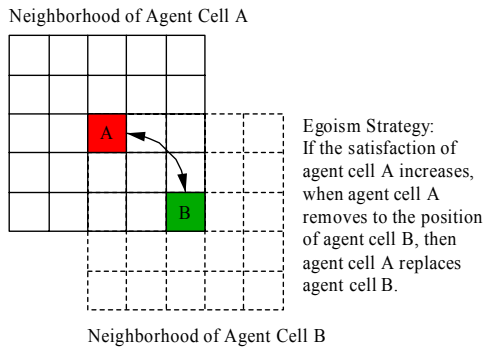 Neighborhood of Agent Cell A
A
B
Egoism Strategy:
If the satisfaction of
agent cell A increases,
when agent cell A
removes to the position
of agent cell B, then
agent cell A replaces
agent cell B.
Neighborhood of Agent Cell B